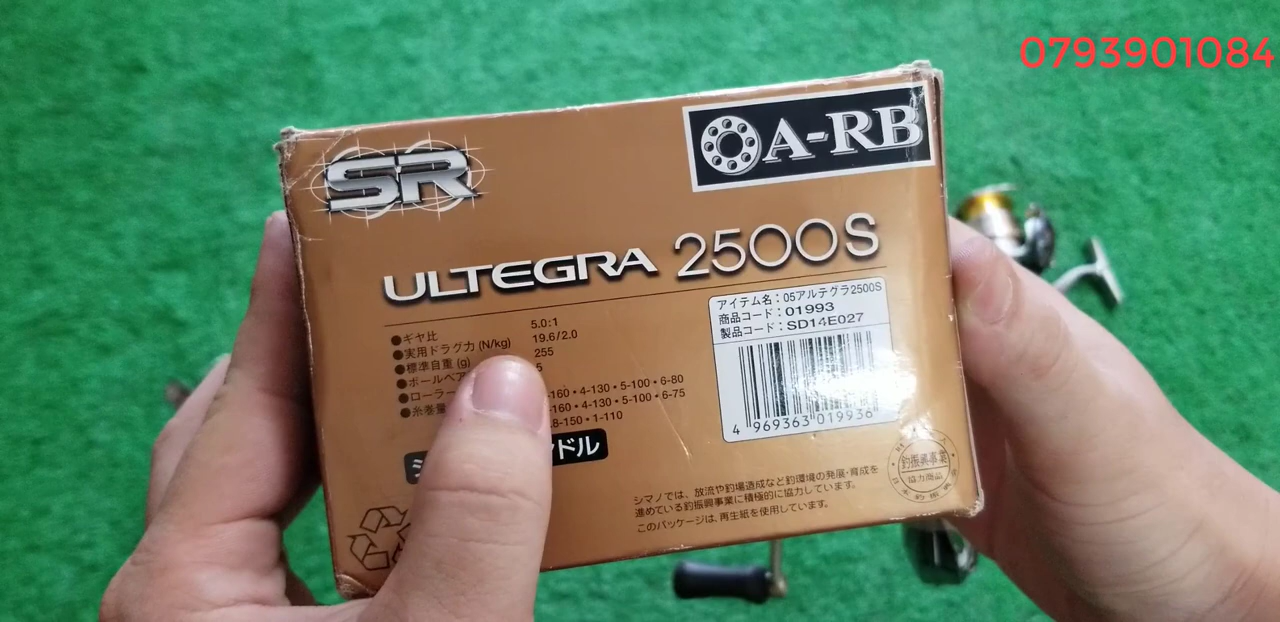 0793901084
SR
A-RB
ULTEGRA 2500S
アイテム名：05アルテグラ2500S
商品コード：01993
製品コード：SD14E027
4 969363 019936
●ギヤ比 5.0:1
●実用ドラグ力 (N/kg) 19.6/2.0
●標準自重 (g) 255
●ボールベア 5
●ローラー -160・4-130・5-100・6-80
●糸巻量 -160・4-130・5-100・6-75
.8-150・1-110
ンドル
シマノでは、放流や釣場造成など釣環境の発展・育成を
進めている釣振興事業に積極的に協力しています。
このパッケージは、再生紙を使用しています。
釣振興事業
協力商品